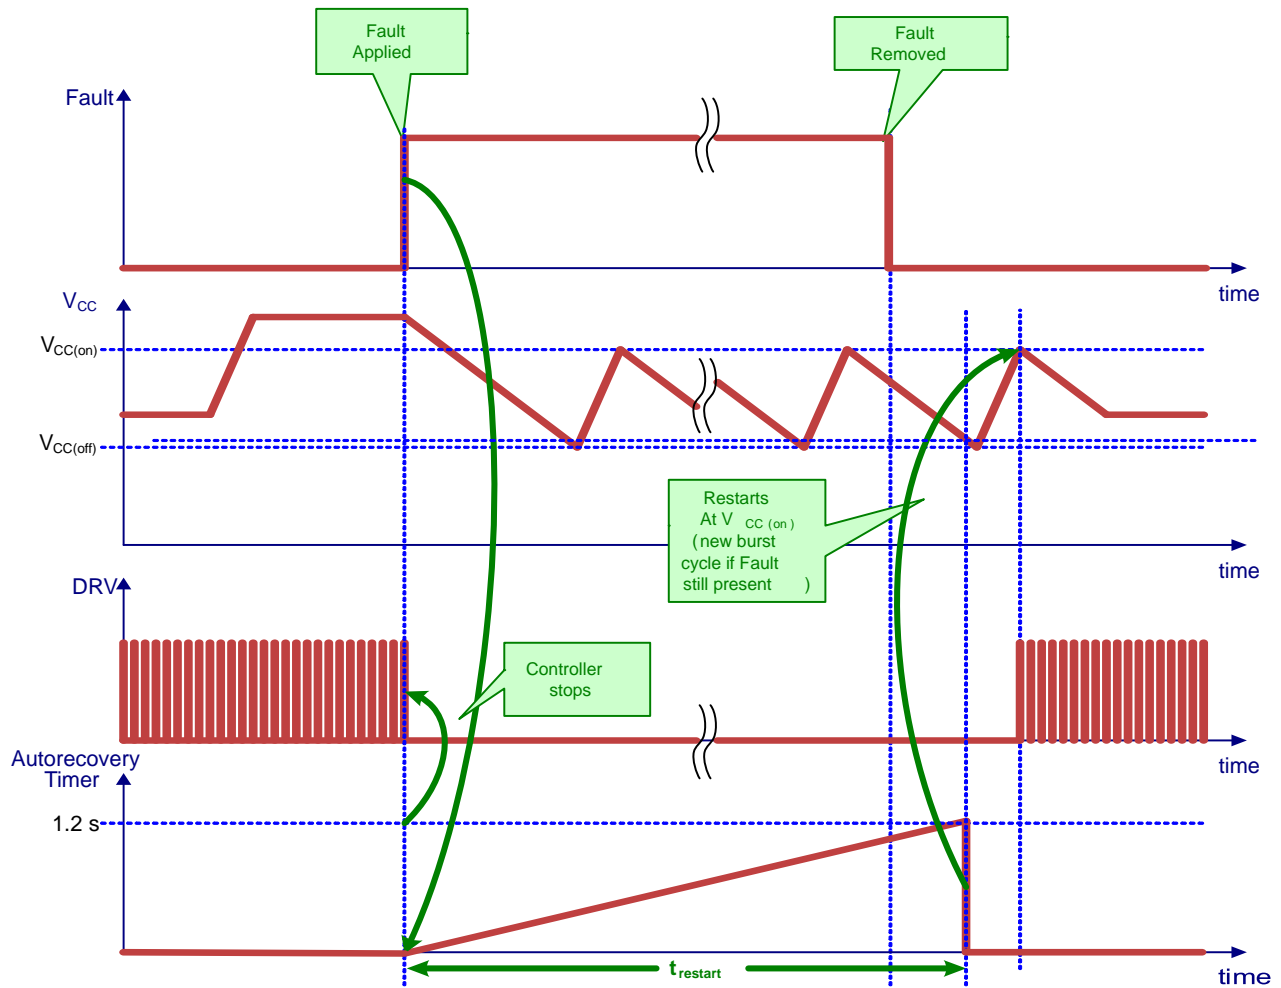 Fault
Applied
Fault
Removed
Fault
time
VCC
VCC(on)
VCC(off)
Restarts
At V CC (on)
(new burst
cycle if Fault
still present )
time
DRV
Controller
stops
time
Autorecovery
Timer
1.2 s
trestart
time